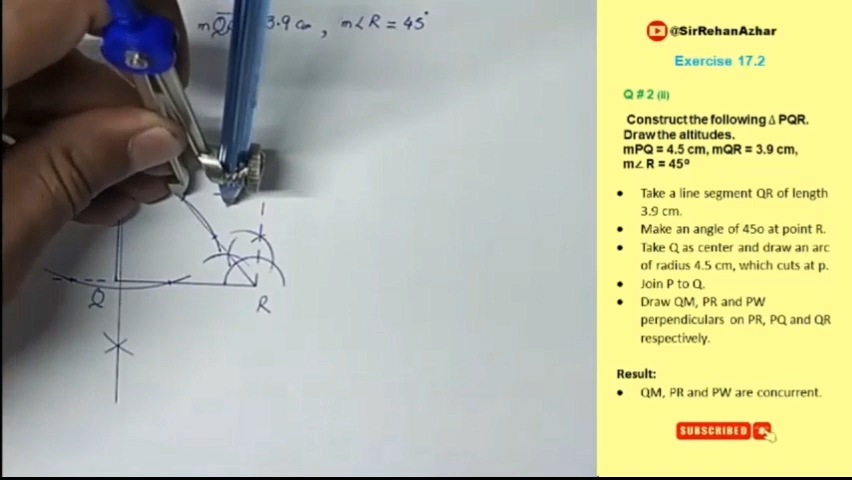 mQ 3.9 cm, m∠R = 45°
Q
R
@SirRehanAzhar
Exercise 17.2
Q # 2 (II)
Construct the following Δ PQR.
Draw the altitudes.
mPQ = 4.5 cm, mQR = 3.9 cm,
m∠ R = 45º
• Take a line segment QR of length
3.9 cm.
• Make an angle of 45o at point R.
• Take Q as center and draw an arc
of radius 4.5 cm, which cuts at p.
• Join P to Q.
• Draw QM, PR and PW
perpendiculars on PR, PQ and QR
respectively.
Result:
• QM, PR and PW are concurrent.
SUBSCRIBED